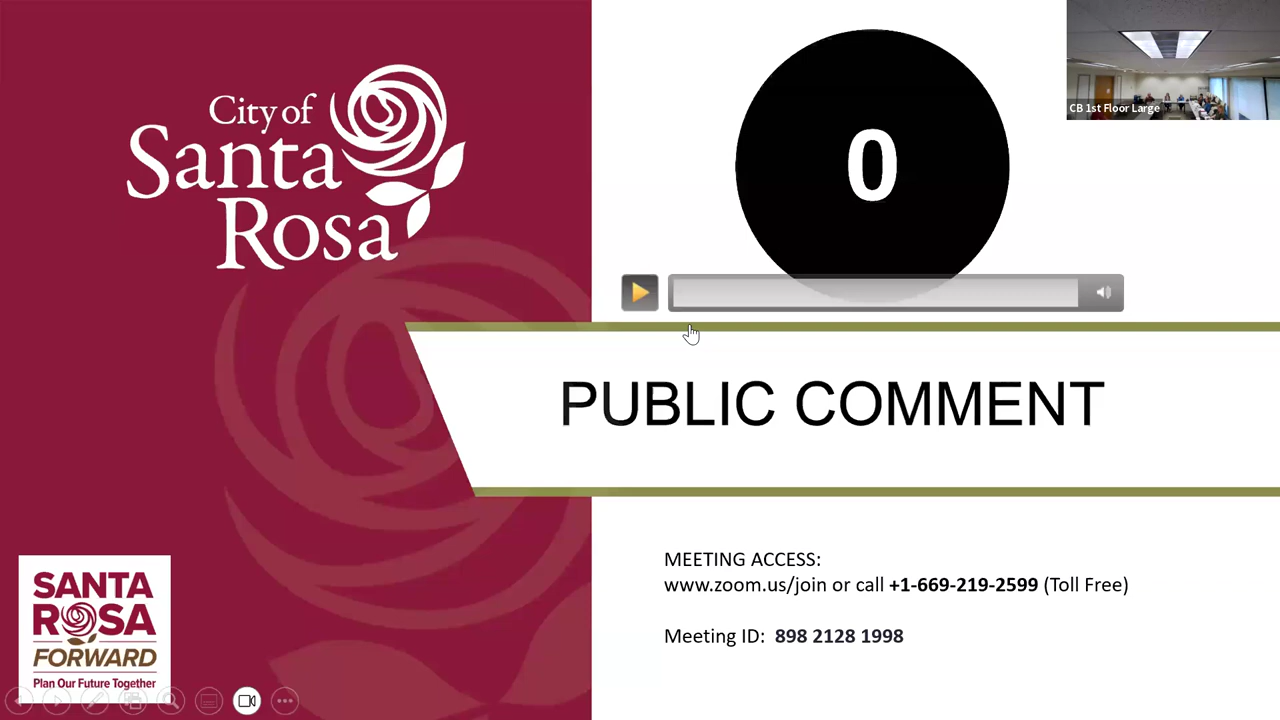 City of
Santa
Rosa
0
CB 1st Floor Large
PUBLIC COMMENT
MEETING ACCESS:
www.zoom.us/join or call +1-669-219-2599 (Toll Free)
Meeting ID: 898 2128 1998
SANTA
ROSA
FORWARD
Plan Our Future Together